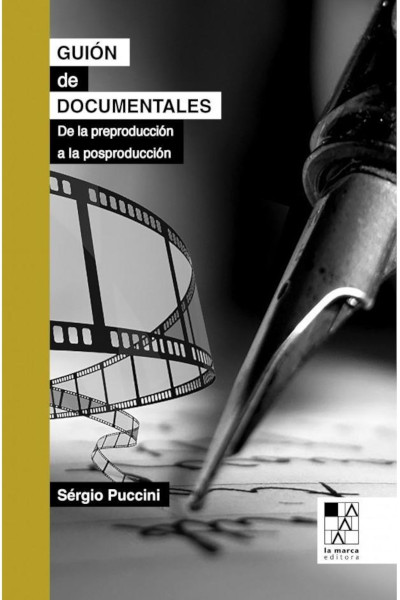 GUIÓN
de
DOCUMENTALES
De la preproducción
a la posproducción
Sérgio Puccini
la marca
editora